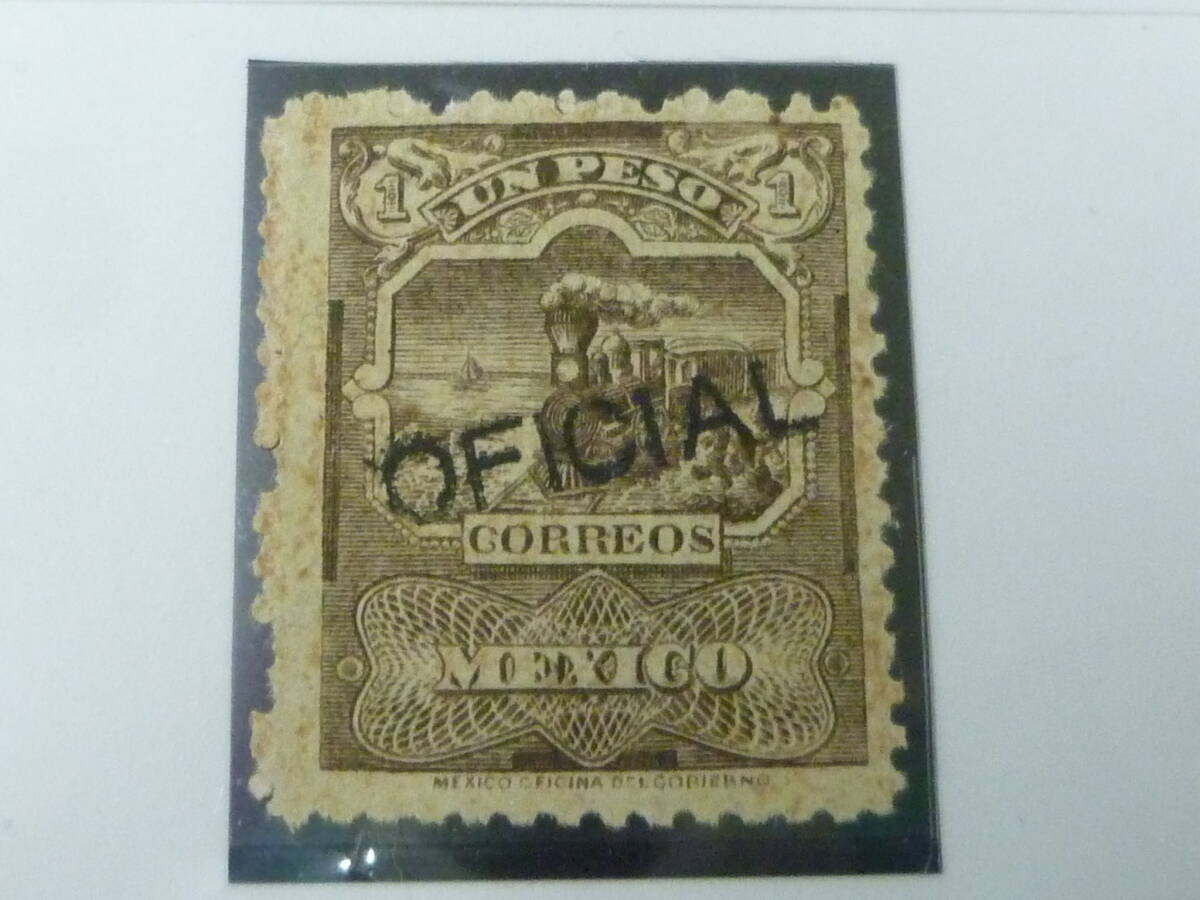 1 UN PESO 1
OFICIAL
CORREOS
MEXICO
MEXICO OFICINA DEL GOBIERNO